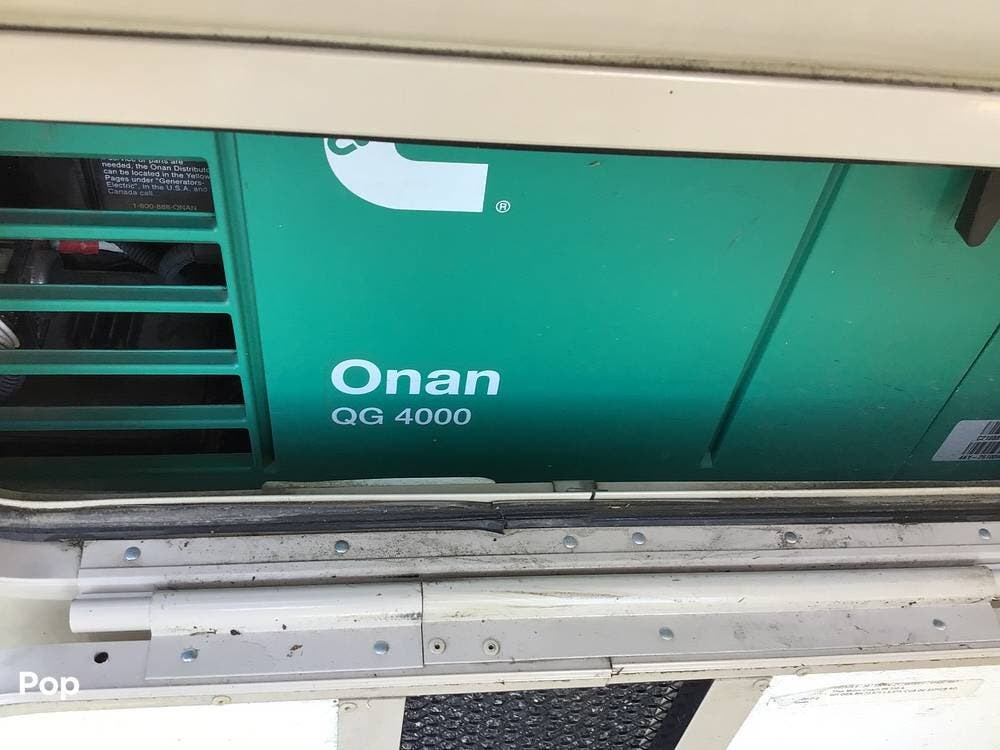 needed, the Onan Distributo
can be located in the Yellow
Pages under "Generators-
Electric", in the U.S.A. and
Canada call
1-800-888-ONAN
&
®
Onan
QG 4000
Pop